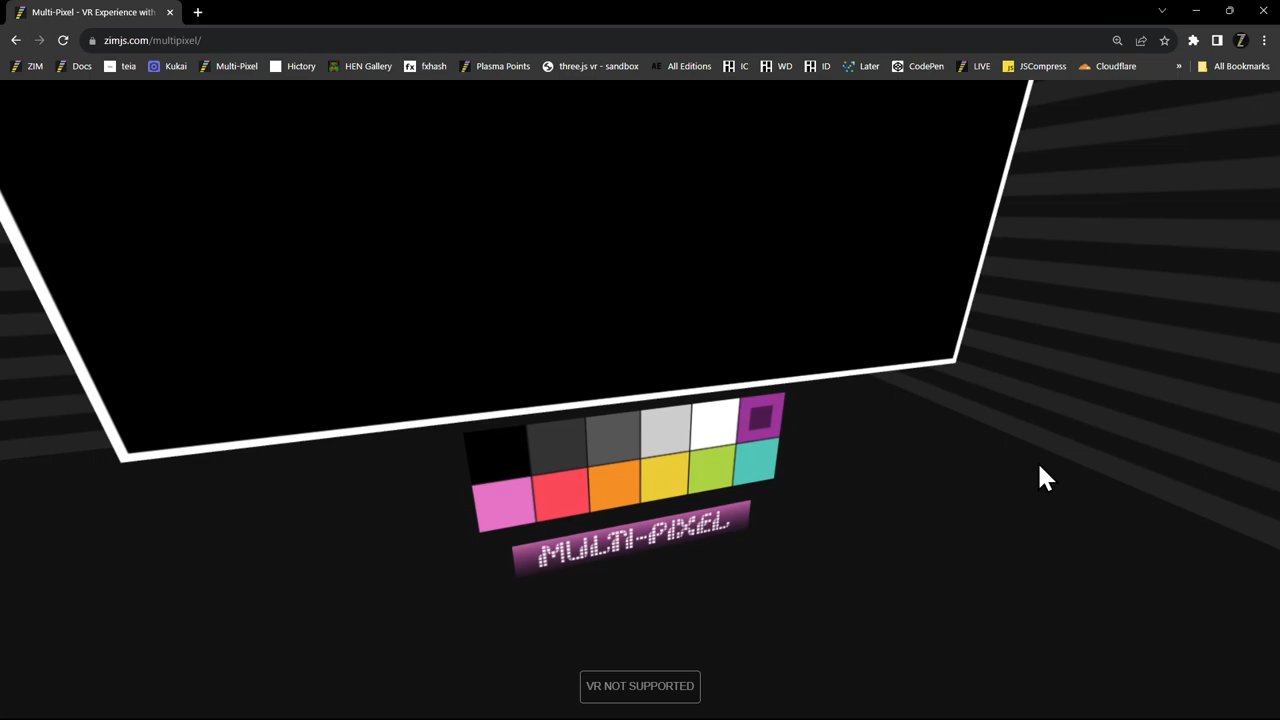 Multi-Pixel - VR Experience with
zimjs.com/multipixel/
ZIM Docs teia Kukai Multi-Pixel Hictory HEN Gallery fxhash Plasma Points three.js vr - sandbox AE All Editions IC WD ID Later CodePen LIVE JS JSCompress Cloudflare » All Bookmarks
MULTI-PIXEL
VR NOT SUPPORTED